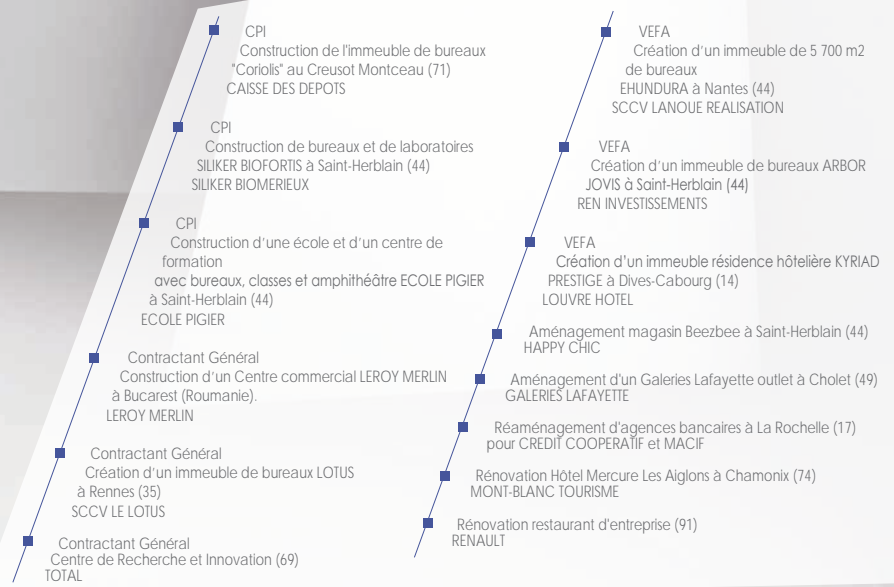 CPI
Construction de l'immeuble de bureaux
"Coriolis" au Creusot Montceau (71)
CAISSE DES DEPOTS
CPI
Construction de bureaux et de laboratoires
SILIKER BIOFORTIS à Saint-Herblain (44)
SILIKER BIOMERIEUX
CPI
Construction d'une école et d'un centre de
formation
avec bureaux, classes et amphithéâtre ECOLE PIGIER
à Saint-Herblain (44)
ECOLE PIGIER
Contractant Général
Construction d'un Centre commercial LEROY MERLIN
à Bucarest (Roumanie).
LEROY MERLIN
Contractant Général
Création d'un immeuble de bureaux LOTUS
à Rennes (35)
SCCV LE LOTUS
Contractant Général
Centre de Recherche et Innovation (69)
TOTAL
VEFA
Création d'un immeuble de 5 700 m2
de bureaux
EHUNDURA à Nantes (44)
SCCV LANOUE REALISATION
VEFA
Création d'un immeuble de bureaux ARBOR
JOVIS à Saint-Herblain (44)
REN INVESTISSEMENTS
VEFA
Création d'un immeuble résidence hôtelière KYRIAD
PRESTIGE à Dives-Cabourg (14)
LOUVRE HOTEL
Aménagement magasin Beezbee à Saint-Herblain (44)
HAPPY CHIC
Aménagement d'un Galeries Lafayette outlet à Cholet (49)
GALERIES LAFAYETTE
Réaménagement d'agences bancaires à La Rochelle (17)
pour CREDIT COOPERATIF et MACIF
Rénovation Hôtel Mercure Les Aiglons à Chamonix (74)
MONT-BLANC TOURISME
Rénovation restaurant d'entreprise (91)
RENAULT